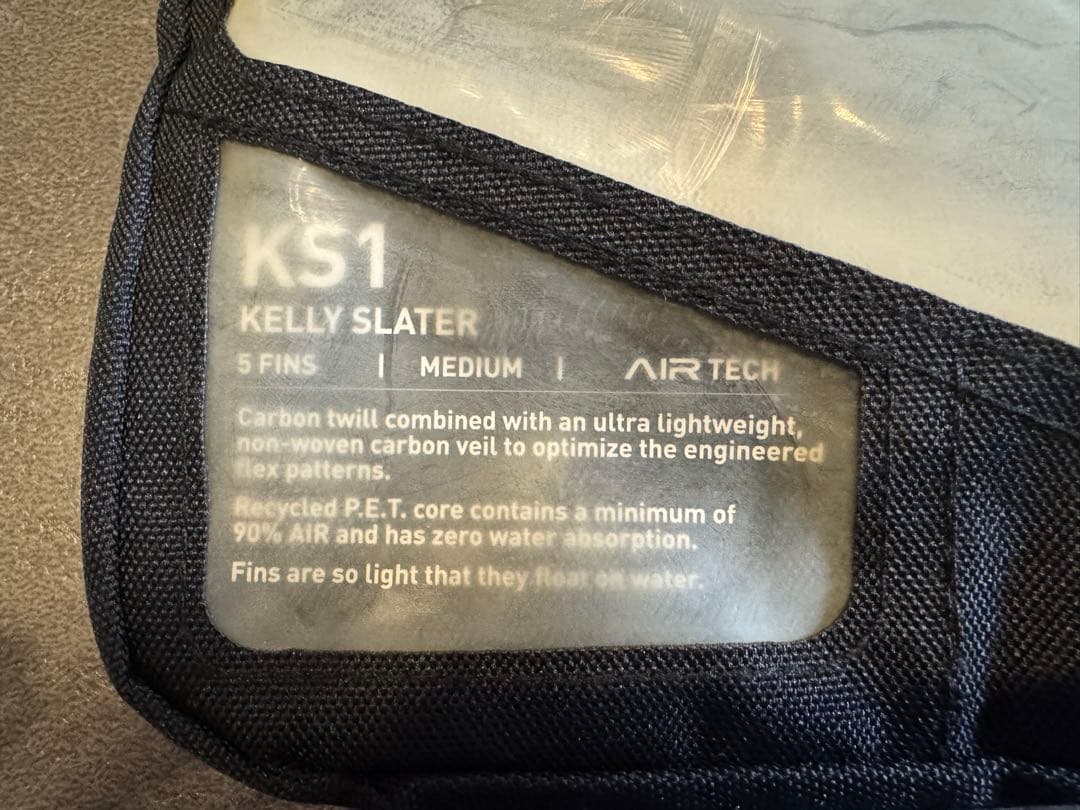 KS1
KELLY SLATER
5 FINS | MEDIUM | AIR TECH
Carbon twill combined with an ultra lightweight,
non-woven carbon veil to optimize the engineered
flex patterns.
Recycled P.E.T. core contains a minimum of
90% AIR and has zero water absorption.
Fins are so light that they float on water.